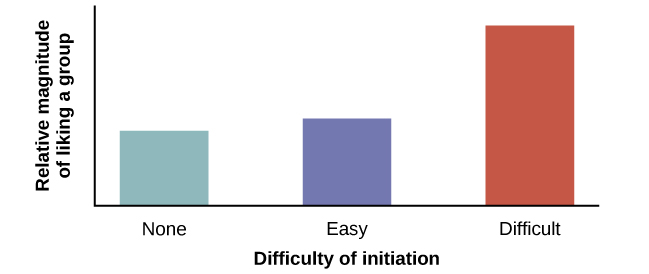 Relative magnitude
of liking a group
None
Easy
Difficult
Difficulty of initiation